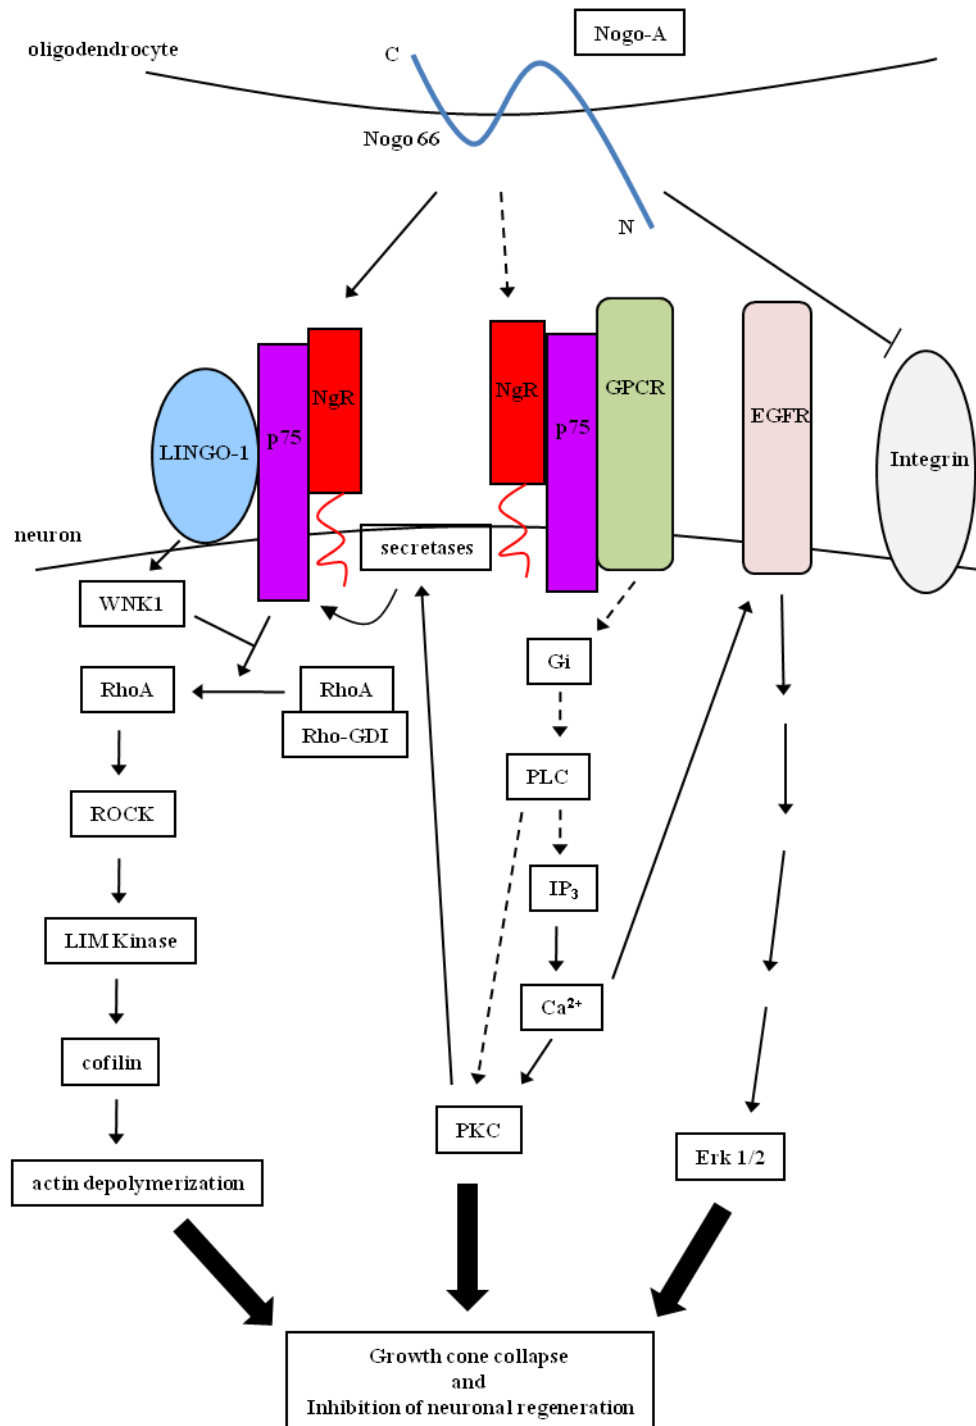 Nogo-A
oligodendrocyte
C
Nogo 66
N
NgR
p75
LINGO-1
NgR
p75
GPCR
EGFR
Integrin
neuron
secretases
WNK1
RhoA
RhoA
Rho-GDI
Gi
PLC
ROCK
IP₃
LIM Kinase
Ca²⁺
cofilin
PKC
Erk 1/2
actin depolymerization
Growth cone collapse
and
Inhibition of neuronal regeneration